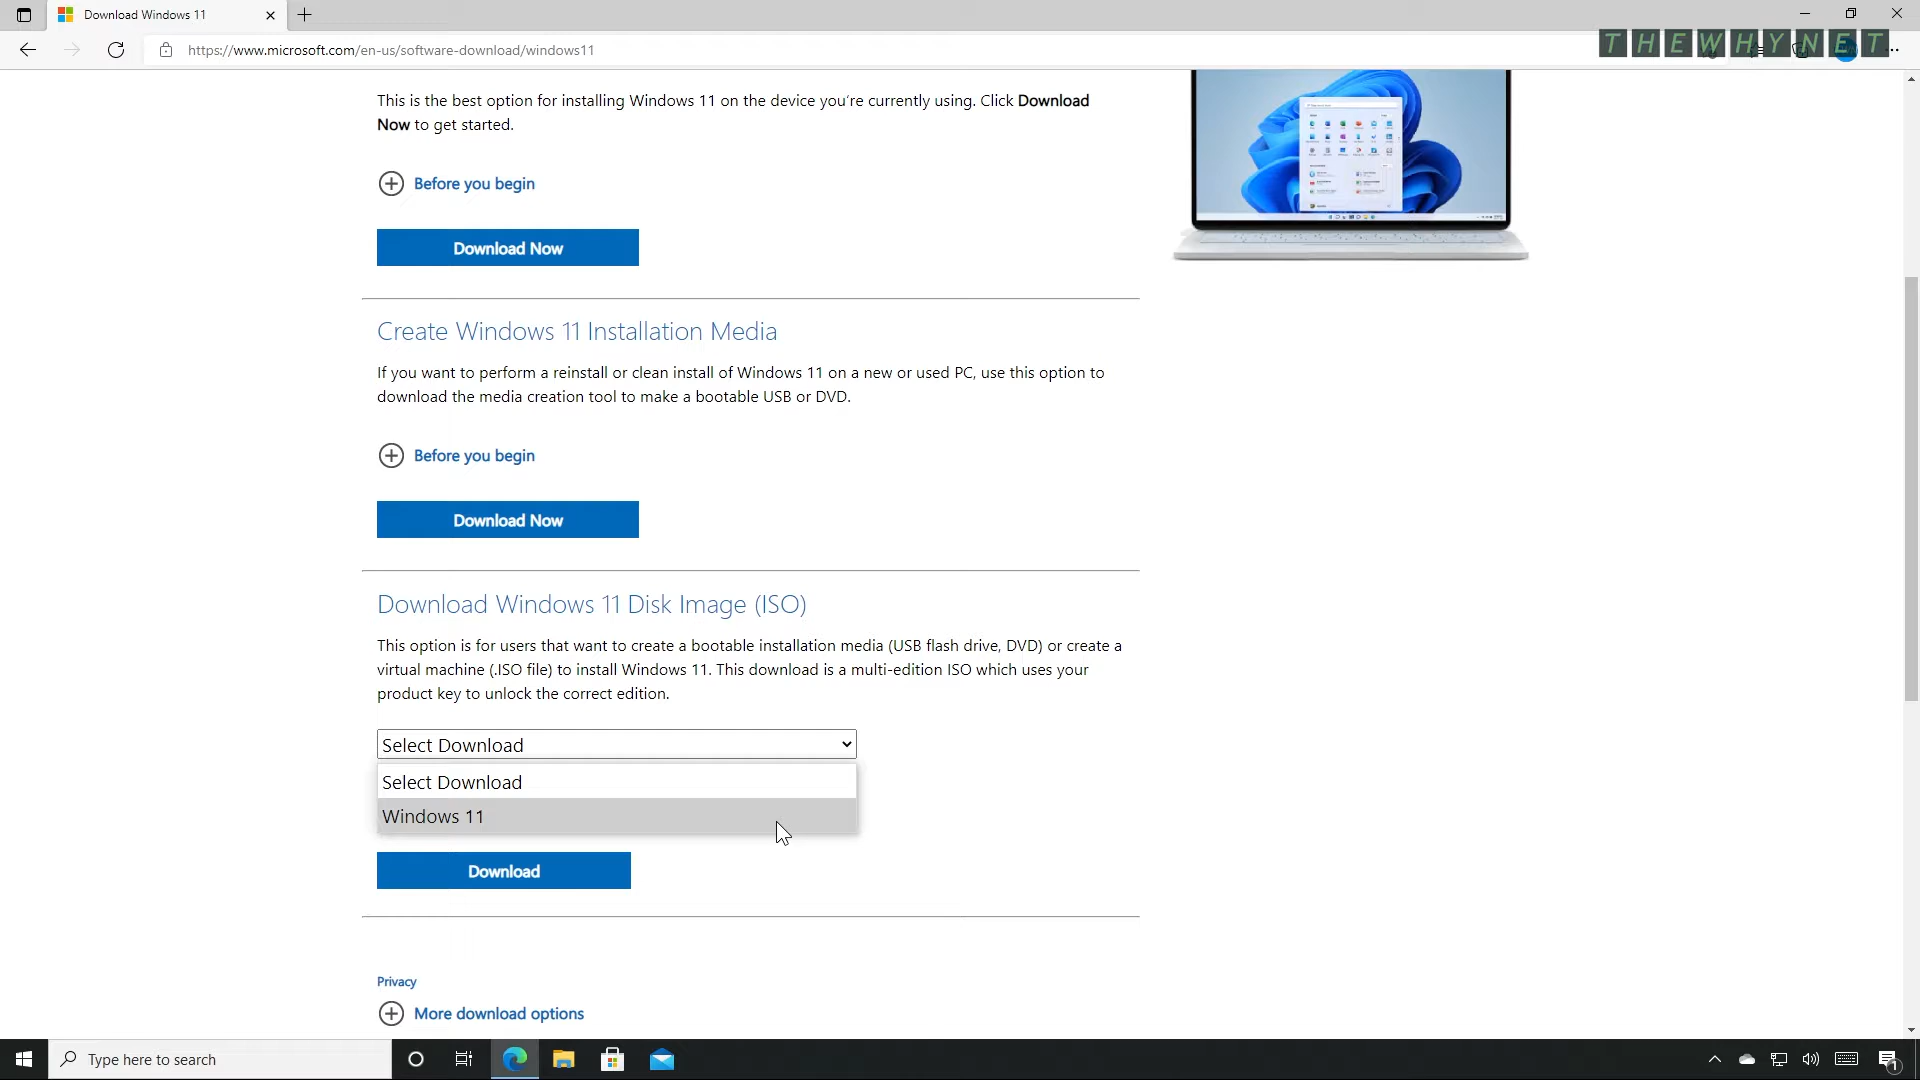 Download Windows 11
https://www.microsoft.com/en-us/software-download/windows11
THEWHYNET
This is the best option for installing Windows 11 on the device you're currently using. Click Download
Now to get started.
Before you begin
Download Now
Create Windows 11 Installation Media
If you want to perform a reinstall or clean install of Windows 11 on a new or used PC, use this option to
download the media creation tool to make a bootable USB or DVD.
Before you begin
Download Now
Download Windows 11 Disk Image (ISO)
This option is for users that want to create a bootable installation media (USB flash drive, DVD) or create a
virtual machine (.ISO file) to install Windows 11. This download is a multi-edition ISO which uses your
product key to unlock the correct edition.
Select Download
Select Download
Windows 11
Download
Privacy
More download options
Type here to search
1